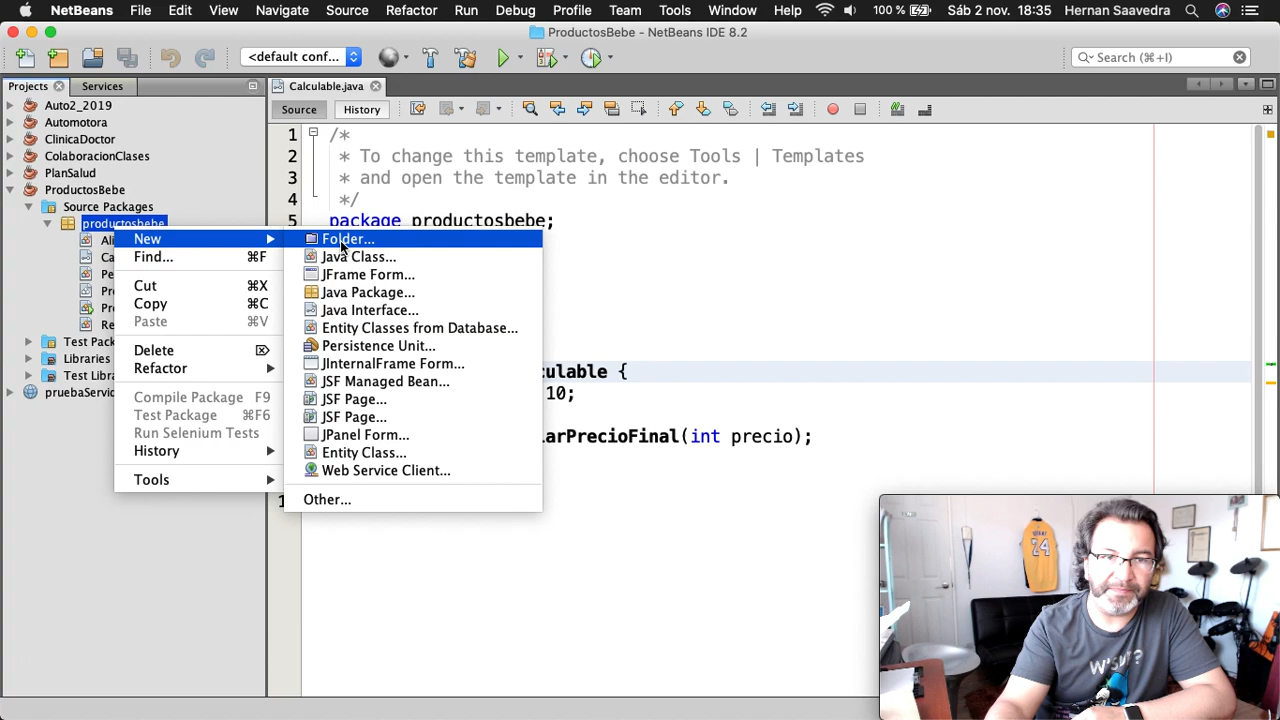 NetBeans File Edit View Navigate Source Refactor Run Debug Profile Team Tools Window Help 100 % Sáb 2 nov. 18:35 Hernan Saavedra
ProductosBebe - NetBeans IDE 8.2
<default conf...
Search (⌘+I)
Projects Services
Calculable.java
Source History
Auto2_2019
Automotora
ClinicaDoctor
ColaboracionClases
PlanSalud
ProductosBebe
Source Packages
productosbebe
Test Pack
Libraries
Test Libra
pruebaServic
New
Find... ⌘F
Cut ⌘X
Copy ⌘C
Paste ⌘V
Delete
Refactor
Compile Package F9
Test Package ⌘F6
Run Selenium Tests
History
Tools
Folder...
Java Class...
JFrame Form...
Java Package...
Java Interface...
Entity Classes from Database...
Persistence Unit...
JInternalFrame Form...
JSF Managed Bean...
JSF Page...
JSF Page...
JPanel Form...
Entity Class...
Web Service Client...
Other...
1 /*
2 * To change this template, choose Tools | Templates
3 * and open the template in the editor.
4 */
5 package productosbebe;
culable {
10;
larPrecioFinal(int precio);
24
W'SUP?